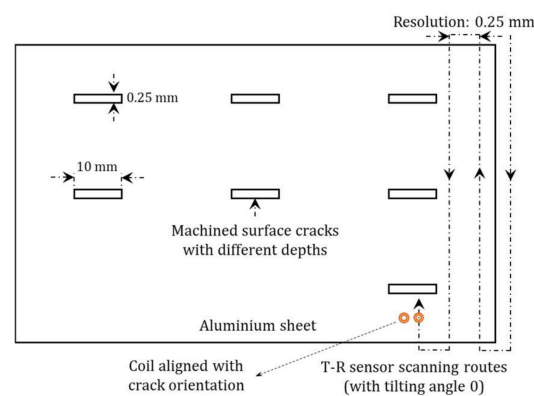 Resolution: 0.25 mm
0.25 mm
10 mm
Machined surface cracks
with different depths
Aluminium sheet
Coil aligned with
crack orientation
T-R sensor scanning routes
(with tilting angle 0)